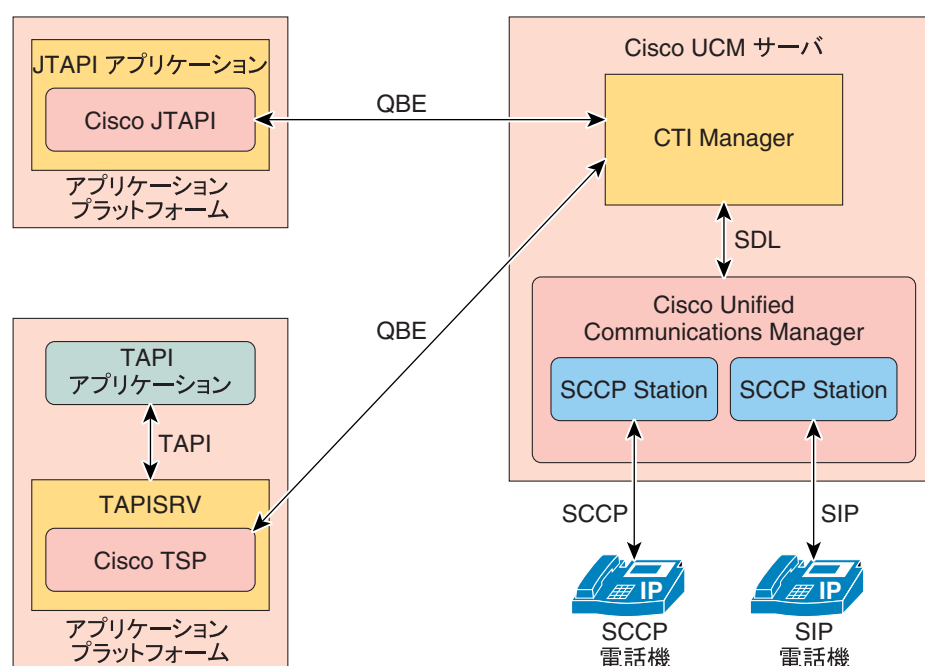 JTAPI アプリケーション
Cisco JTAPI
アプリケーション
プラットフォーム
QBE
Cisco UCM サーバ
CTI Manager
SDL
Cisco Unified
Communications Manager
SCCP Station
SCCP Station
QBE
TAPI
アプリケーション
TAPI
TAPISRV
Cisco TSP
アプリケーション
プラットフォーム
SCCP
SIP
IP
IP
SCCP
電話機
SIP
電話機